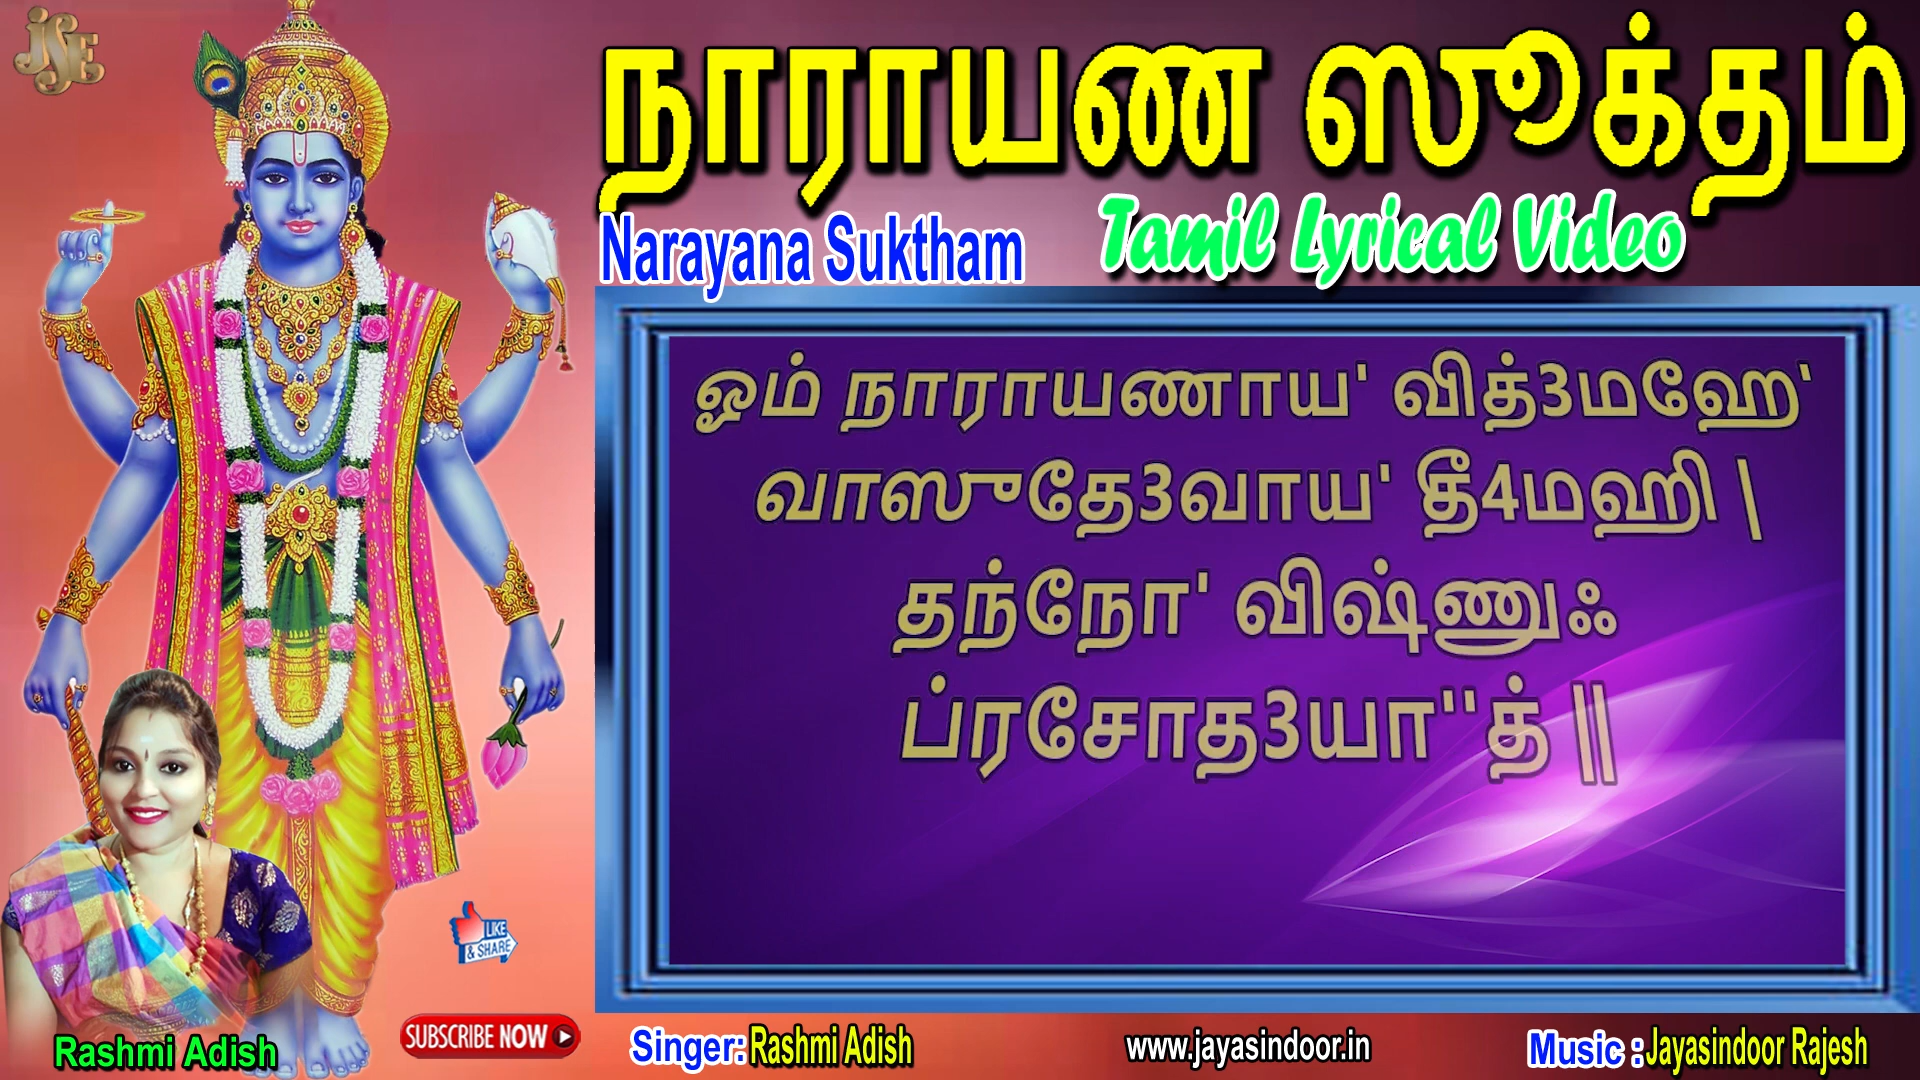 JSE
நாராயண ஸூக்தம்
Narayana Suktham
Tamil Lyrical Video
ஓம் நாராயணாய' வித்3மஹே'
வாஸுதே3வாய' தீ4மஹி |
தந்நோ' விஷ்ணுஃ
ப்ரசோத3யா''த் ||
LIKE
& SHARE
Rashmi Adish
SUBSCRIBE NOW
Singer: Rashmi Adish
www.jayasindoor.in
Music : Jayasindoor Rajesh